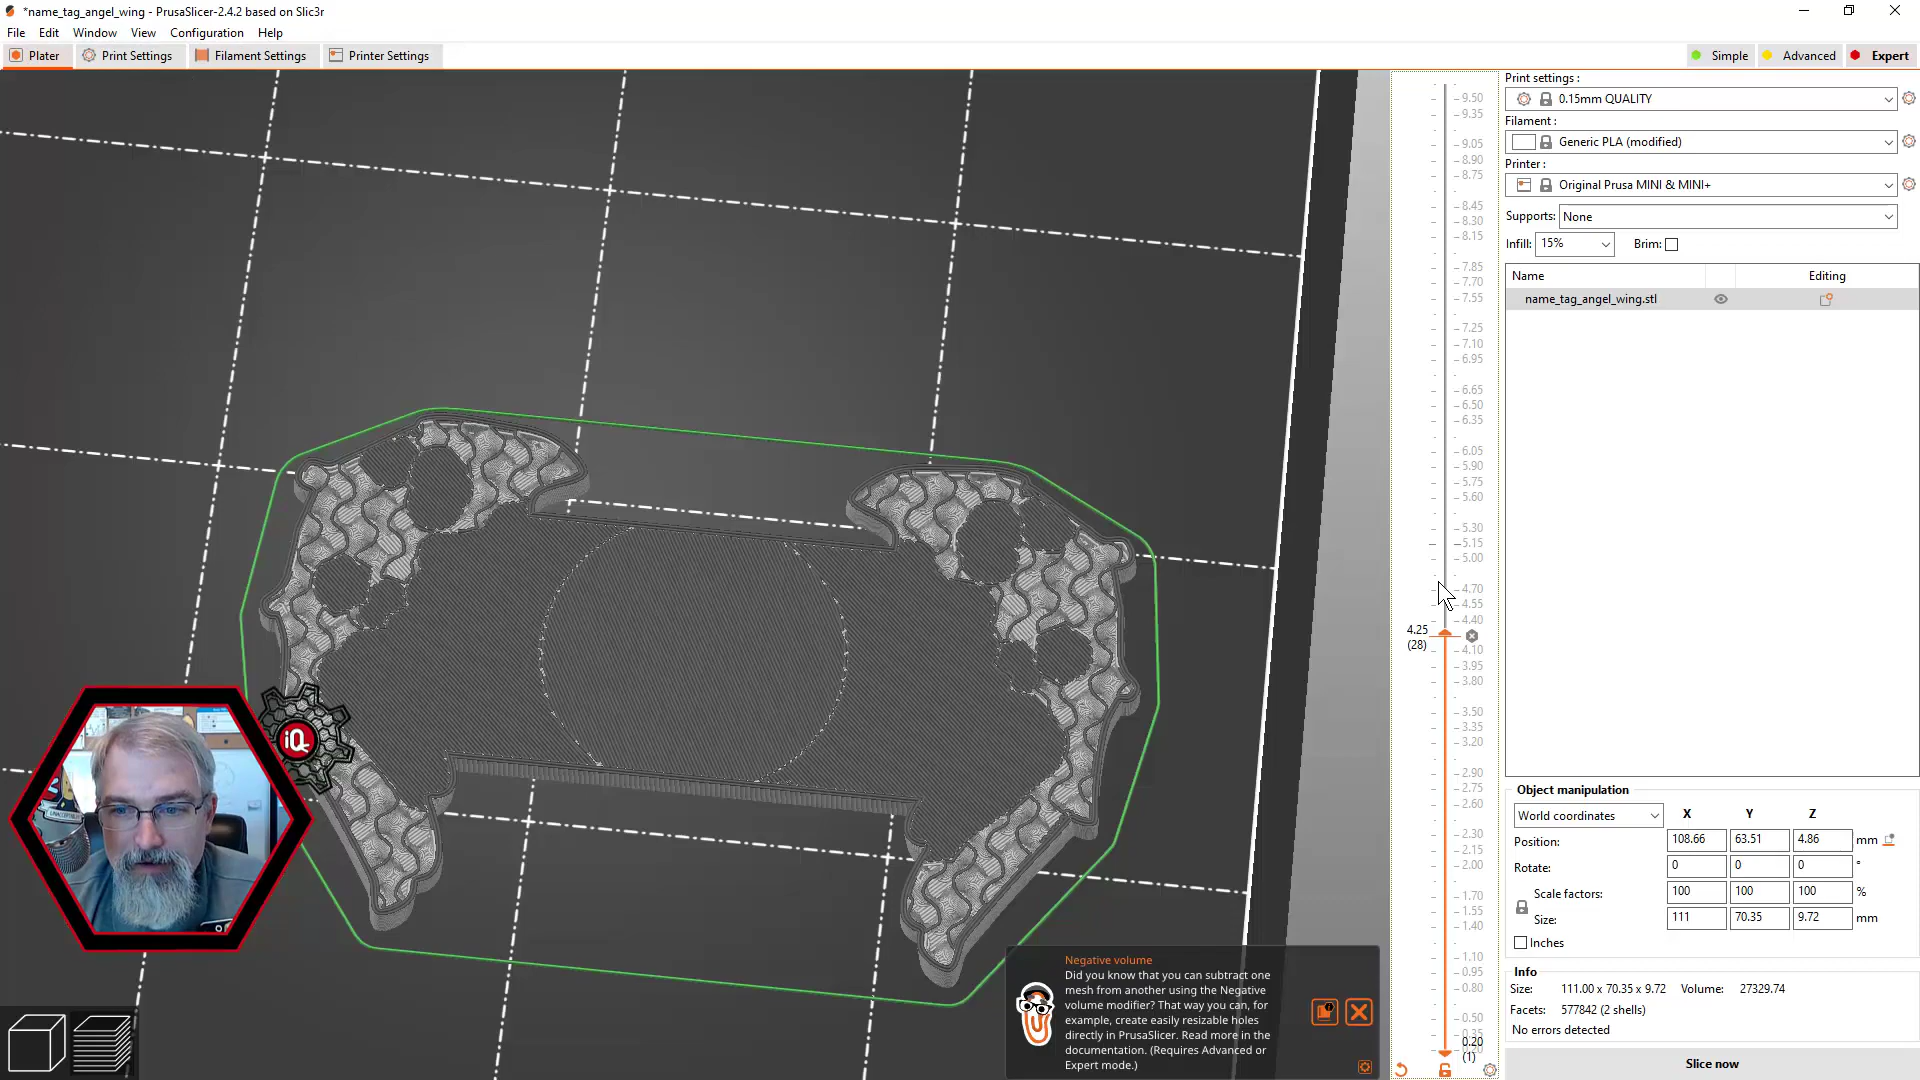 *name_tag_angel_wing - PrusaSlicer-2.4.2 based on Slic3r
File Edit Window View Configuration Help
Plater Print Settings Filament Settings Printer Settings
Simple Advanced Expert
Print settings :
0.15mm QUALITY
Filament :
Generic PLA (modified)
Printer :
Original Prusa MINI & MINI+
Supports: None
Infill: 15% Brim:
Name Editing
name_tag_angel_wing.stl
9.50
9.35
9.05
8.90
8.75
8.45
8.30
8.15
7.85
7.70
7.55
7.25
7.10
6.95
6.65
6.50
6.35
6.05
5.90
5.75
5.60
5.30
5.15
5.00
4.70
4.55
4.40
4.25
(28)
4.10
3.95
3.80
3.50
3.35
3.20
2.90
2.75
2.60
2.30
2.15
2.00
1.70
1.55
1.40
1.10
0.95
0.80
0.50
0.35
0.20
(1)
iQ
Negative volume
Did you know that you can subtract one
mesh from another using the Negative
volume modifier? That way you can, for
example, create easily resizable holes
directly in PrusaSlicer. Read more in the
documentation. (Requires Advanced or
Expert mode.)
Object manipulation
World coordinates X Y Z
Position: 108.66 63.51 4.86 mm
Rotate: 0 0 0 °
Scale factors: 100 100 100 %
Size: 111 70.35 9.72 mm
Inches
Info
Size: 111.00 x 70.35 x 9.72 Volume: 27329.74
Facets: 577842 (2 shells)
No errors detected
Slice now